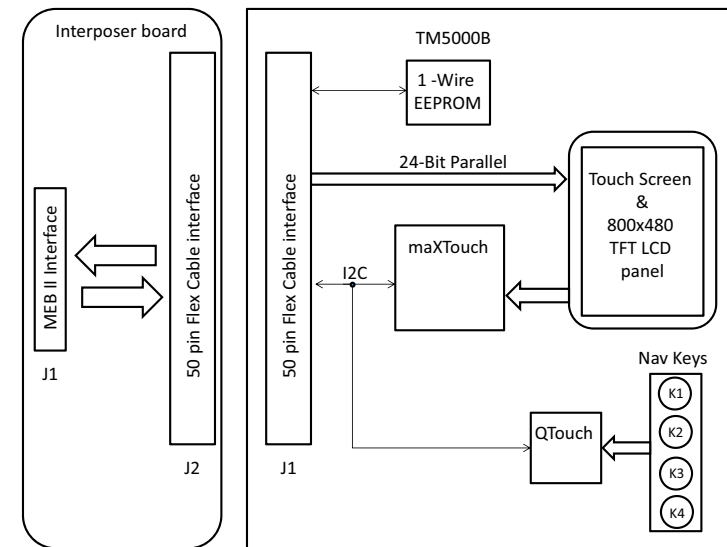 Interposer board
MEB II Interface
J1
50 pin Flex Cable interface
J2
TM5000B
50 pin Flex Cable interface
J1
1 -Wire
EEPROM
24-Bit Parallel
Touch Screen
&
800x480
TFT LCD
panel
maXTouch
I2C
Nav Keys
QTouch
K1
K2
K3
K4